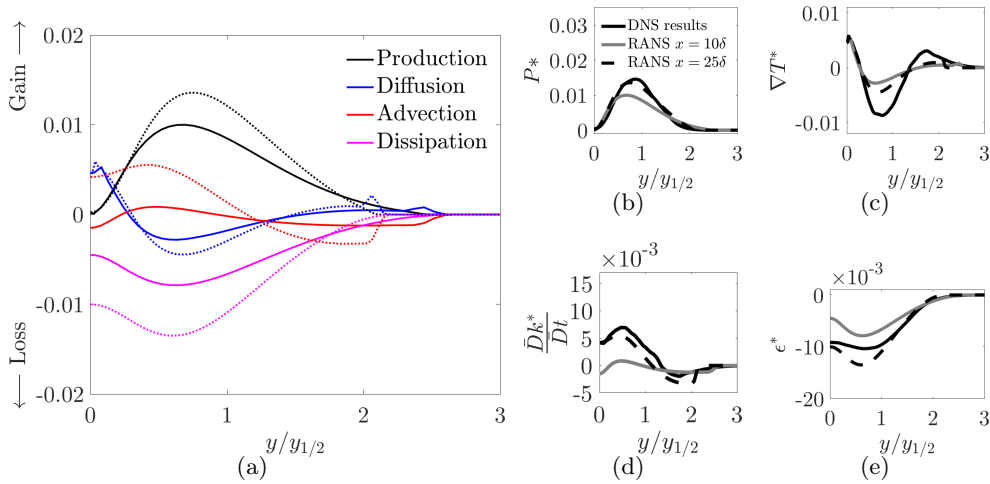 0.02
0.01
0
-0.01
-0.02
Gain →
← Loss
Production
Diffusion
Advection
Dissipation
0 1 2 3
y/y1/2
(a)
0.03
0.02
0.01
0
P*
DNS results
RANS x = 10δ
RANS x = 25δ
0 1 2 3
y/y1/2
(b)
0.01
0
-0.01
∇T*
0 1 2 3
y/y1/2
(c)
×10-3
15
10
5
0
-5
D̄k*
D̄t
0 1 2 3
y/y1/2
(d)
×10-3
0
-10
-20
ϵ*
0 1 2 3
y/y1/2
(e)